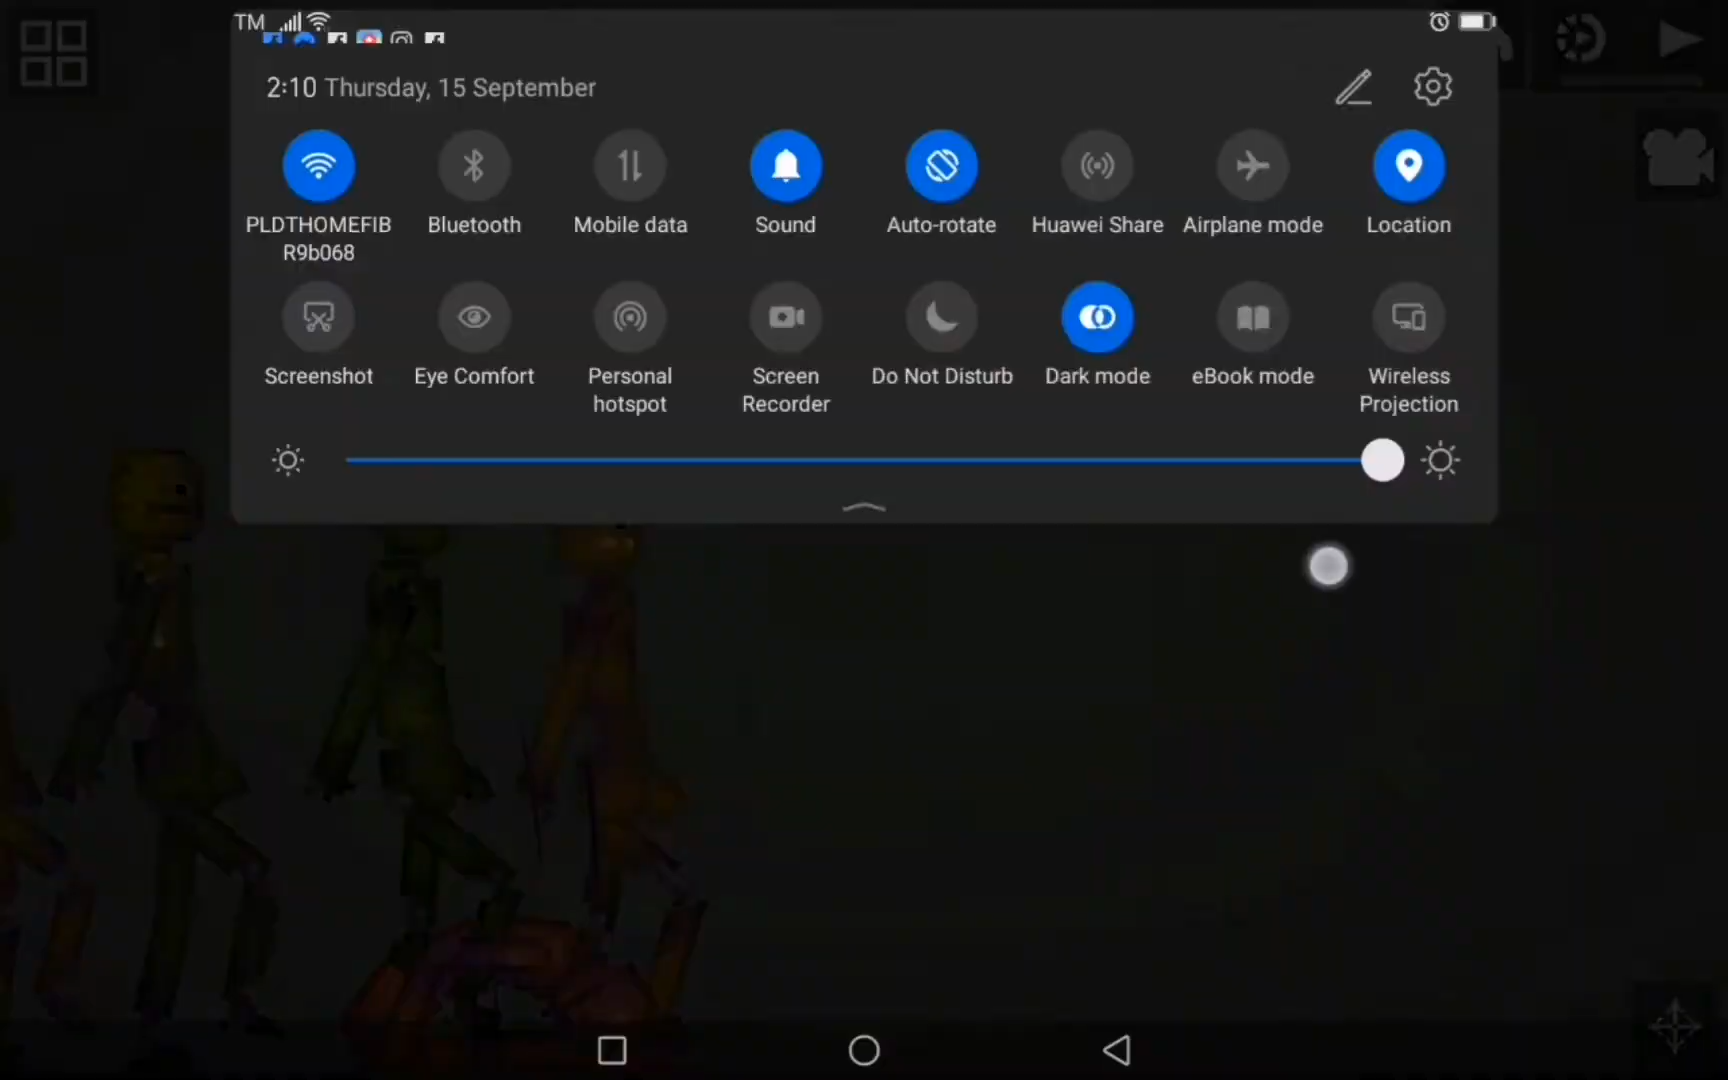 TM
2:10 Thursday, 15 September
PLDTHOMEFIB
R9b068
Bluetooth
Mobile data
Sound
Auto-rotate
Huawei Share
Airplane mode
Location
Screenshot
Eye Comfort
Personal
hotspot
Screen
Recorder
Do Not Disturb
Dark mode
eBook mode
Wireless
Projection